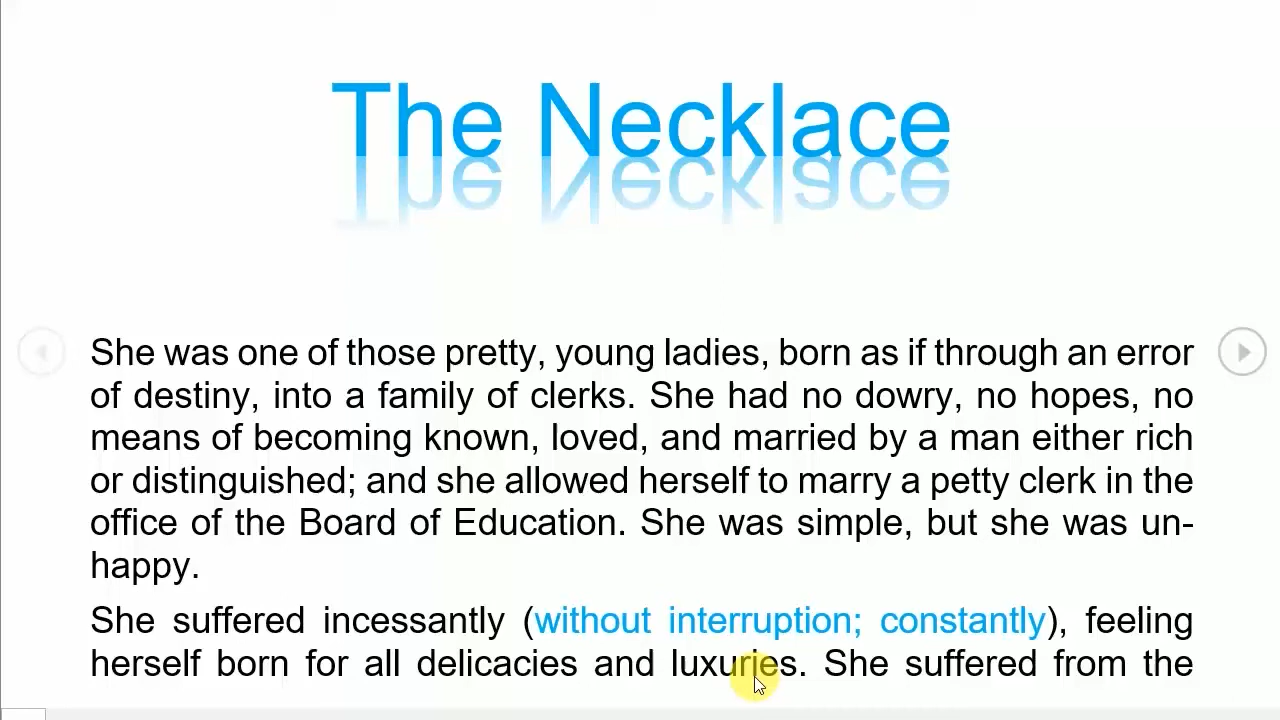 The Necklace
She was one of those pretty, young ladies, born as if through an error
of destiny, into a family of clerks. She had no dowry, no hopes, no
means of becoming known, loved, and married by a man either rich
or distinguished; and she allowed herself to marry a petty clerk in the
office of the Board of Education. She was simple, but she was un-
happy.
She suffered incessantly (without interruption; constantly), feeling
herself born for all delicacies and luxuries. She suffered from the